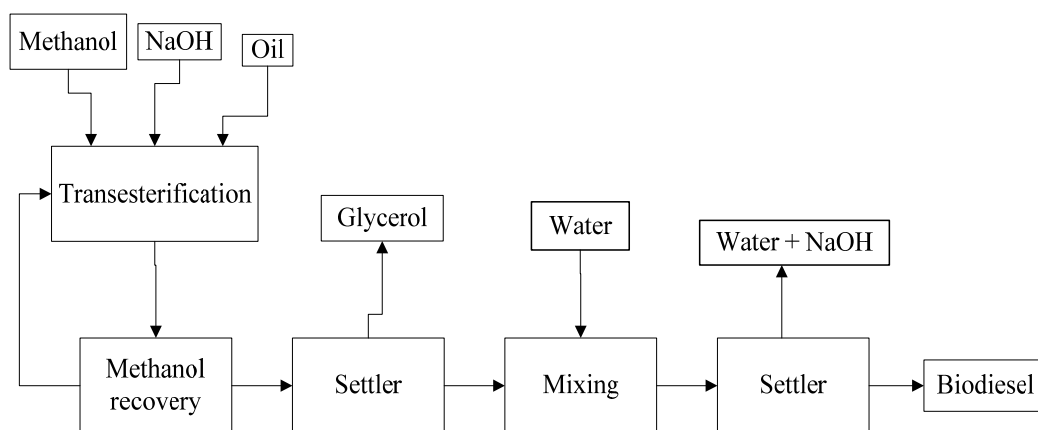 Methanol
NaOH
Oil
Transesterification
Glycerol
Water
Water + NaOH
Methanol
recovery
Settler
Mixing
Settler
Biodiesel